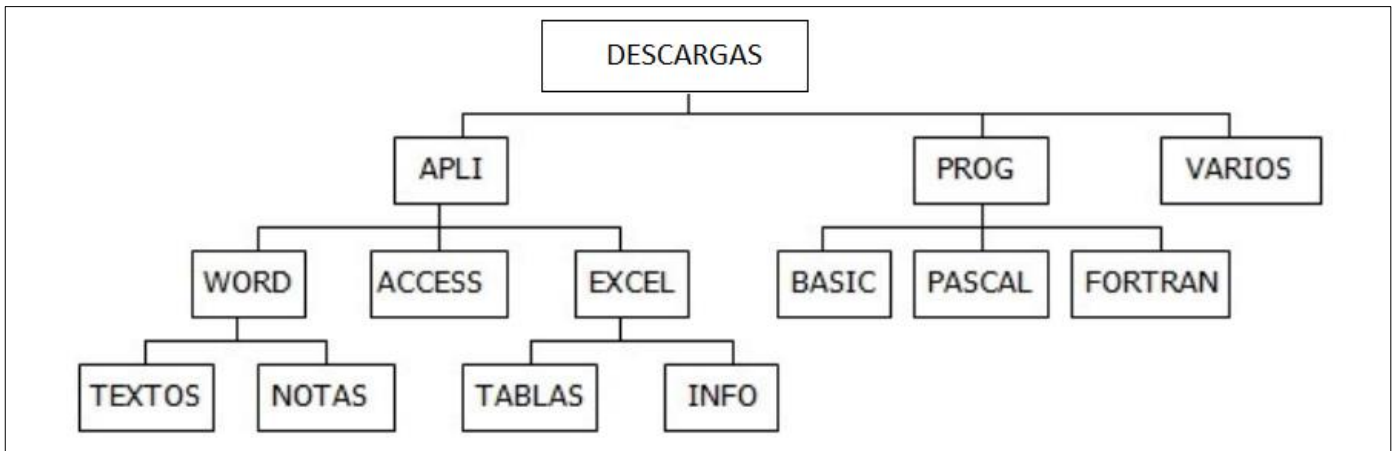 DESCARGAS
APLI PROG VARIOS
WORD ACCESS EXCEL BASIC PASCAL FORTRAN
TEXTOS NOTAS TABLAS INFO